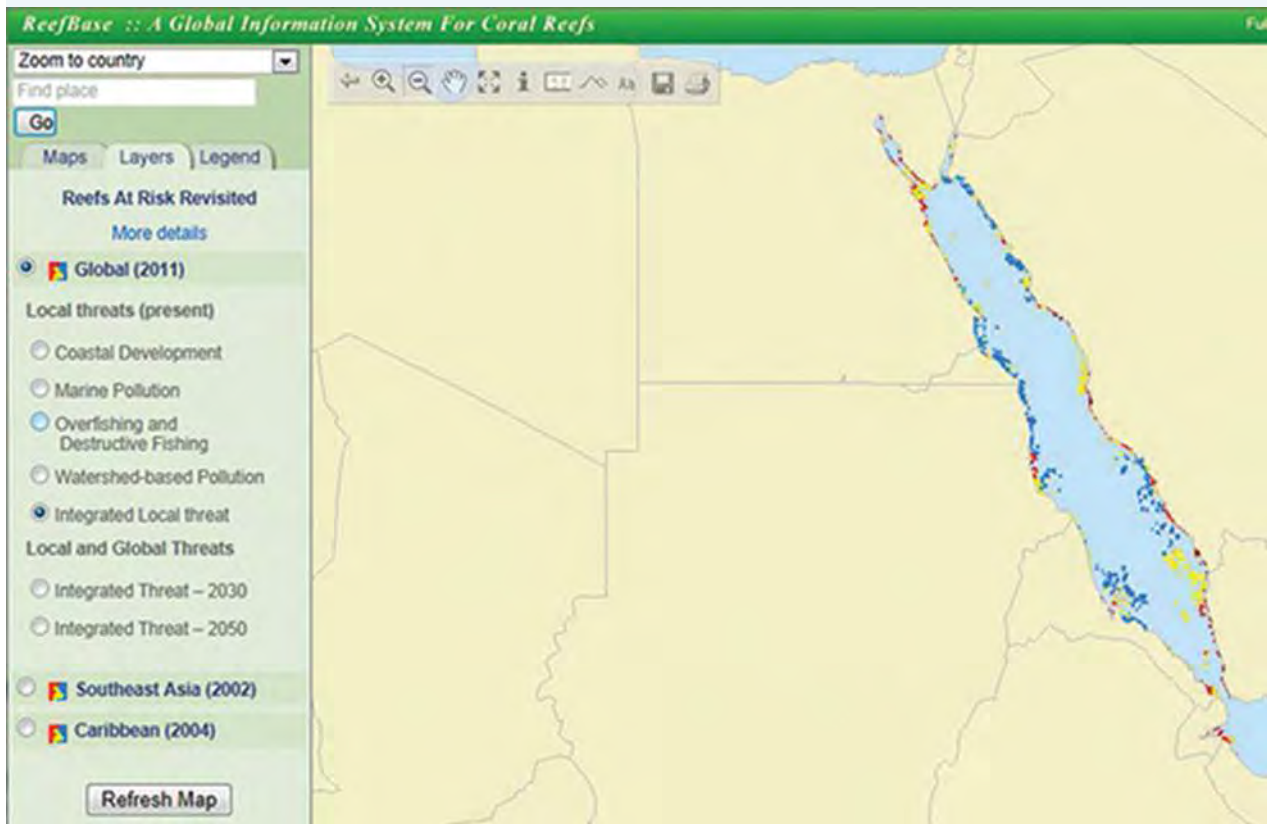 ReefBase :: A Global Information System For Coral Reefs
Zoom to country
Find place
Go
Maps Layers Legend
Reefs At Risk Revisited
More details
Global (2011)
Local threats (present)
Coastal Development
Marine Pollution
Overfishing and
Destructive Fishing
Watershed-based Pollution
Integrated Local threat
Local and Global Threats
Integrated Threat – 2030
Integrated Threat – 2050
Southeast Asia (2002)
Caribbean (2004)
Refresh Map